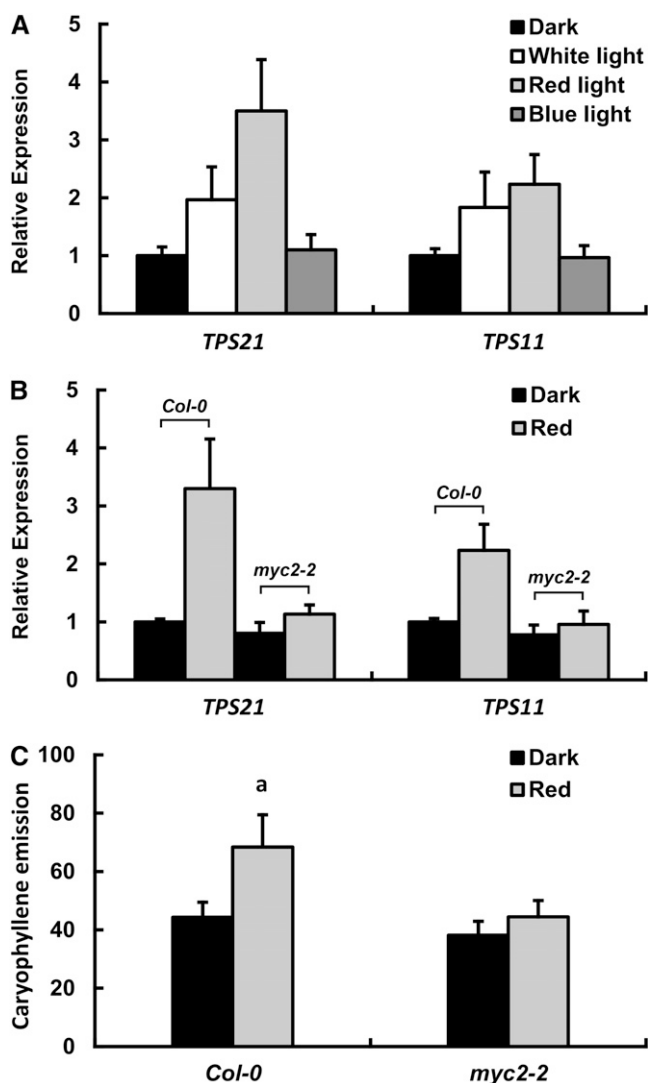 A
Relative Expression
5
4
3
2
1
0
Dark
White light
Red light
Blue light
TPS21
TPS11
B
Relative Expression
5
4
3
2
1
0
Col-0
myc2-2
Col-0
myc2-2
Dark
Red
TPS21
TPS11
C
Caryophyllene emission
100
80
60
40
20
0
a
Dark
Red
Col-0
myc2-2